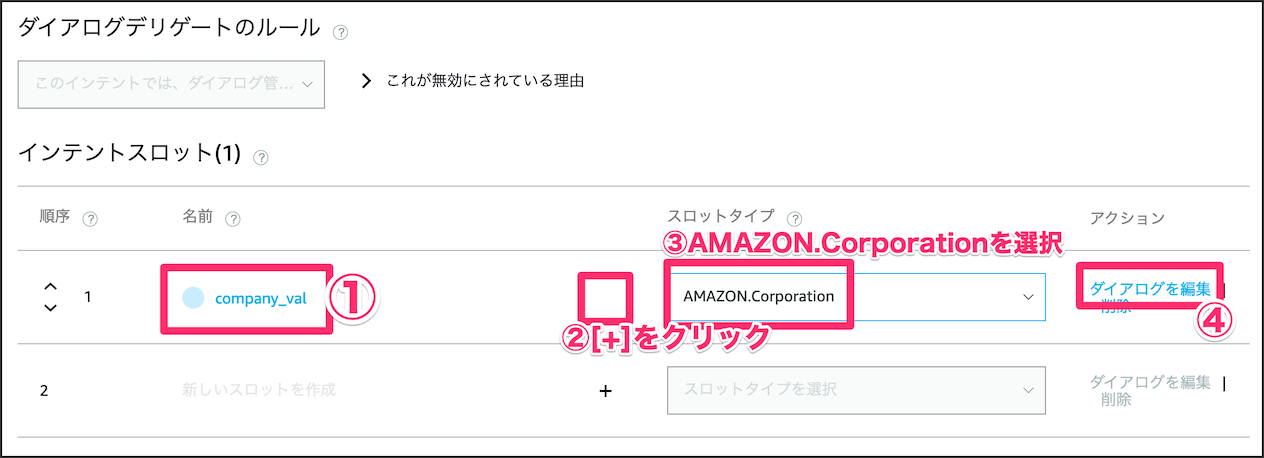 ダイアログデリゲートのルール ?
このインテントでは、ダイアログ管... これが無効にされている理由
インテントスロット(1) ?
順序 ? 名前 ? スロットタイプ ? アクション
③AMAZON.Corporationを選択
1 company_val ① AMAZON.Corporation ダイアログを編集 |
削除
②[+]をクリック ④
2 新しいスロットを作成 + スロットタイプを選択 ダイアログを編集 |
削除